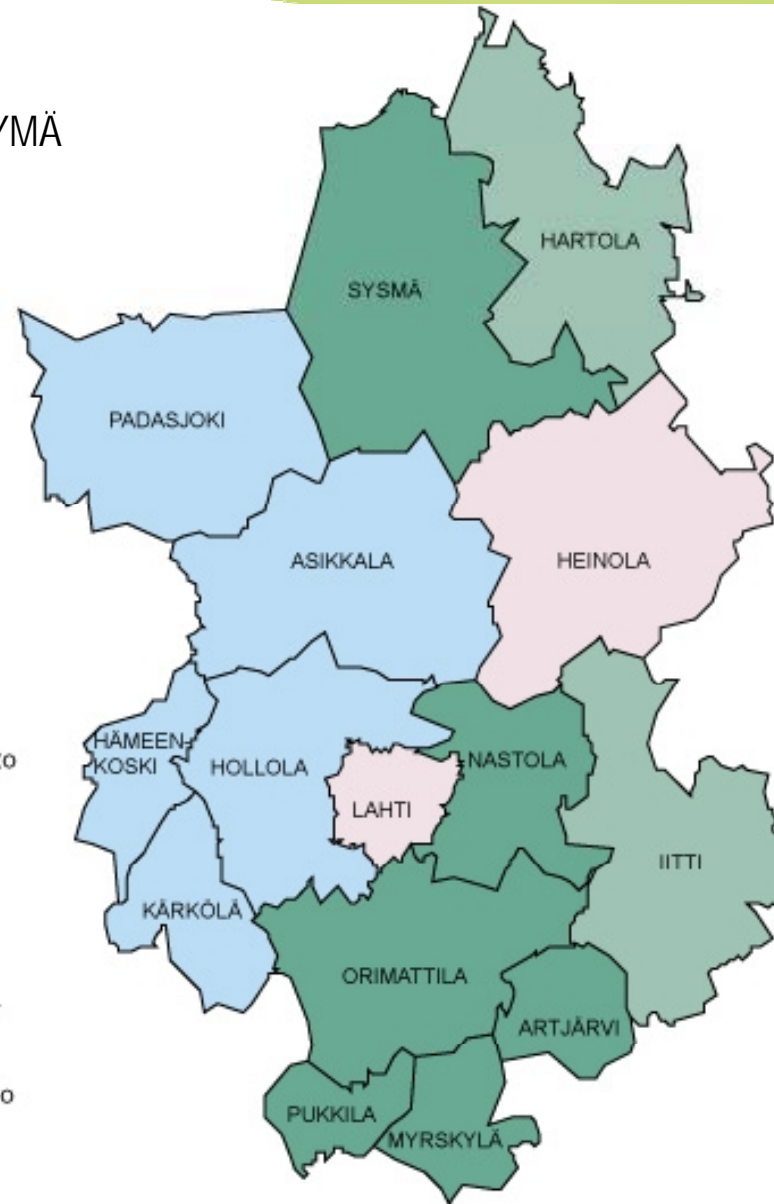 YMÄ
HARTOLA
SYSMÄ
PADASJOKI
ASIKKALA
HEINOLA
HÄMEEN-
KOSKI
HOLLOLA
NASTOLA
LAHTI
IITTI
KÄRKÖLÄ
ORIMATTILA
ARTJÄRVI
PUKKILA
MYRSKYLÄ